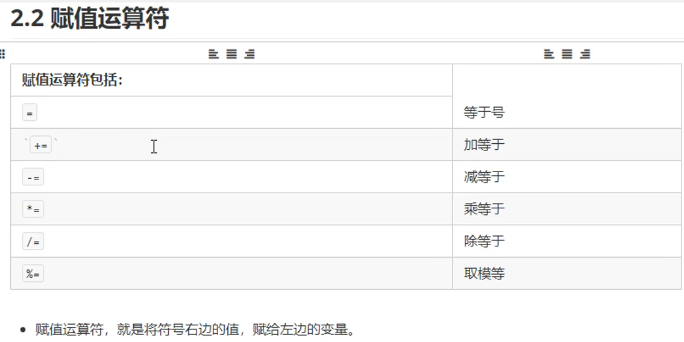 2.2 赋值运算符
赋值运算符包括：
= 等于号
`+=` 加等于
-= 减等于
*= 乘等于
/= 除等于
%= 取模等
赋值运算符，就是将符号右边的值，赋给左边的变量。